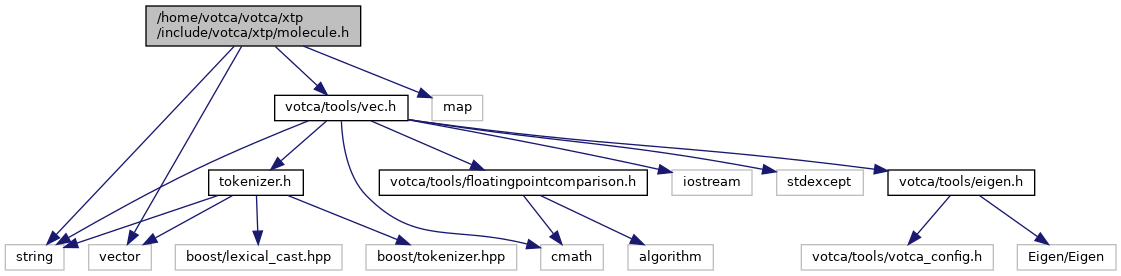 /home/votca/votca/xtp
/include/votca/xtp/molecule.h
votca/tools/vec.h
map
tokenizer.h
votca/tools/floatingpointcomparison.h
iostream
stdexcept
votca/tools/eigen.h
string
vector
boost/lexical_cast.hpp
boost/tokenizer.hpp
cmath
algorithm
votca/tools/votca_config.h
Eigen/Eigen